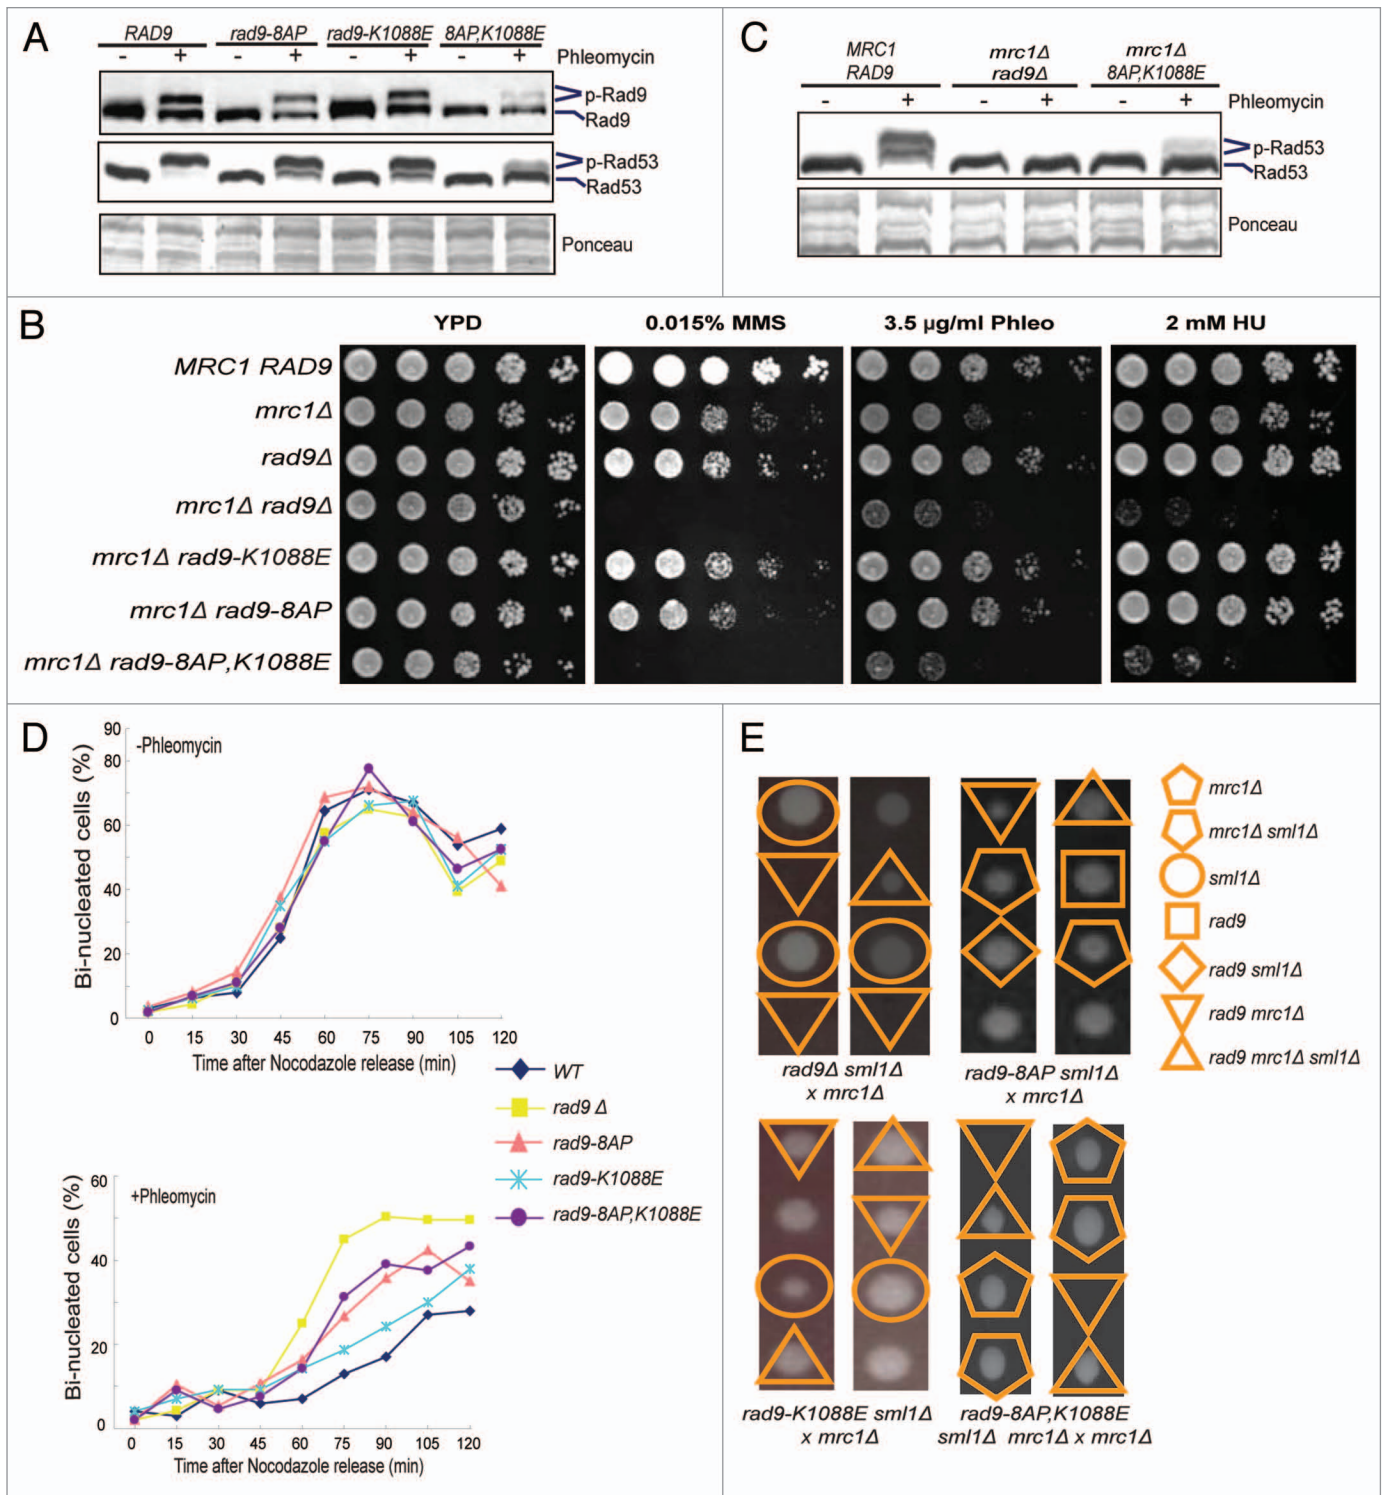 A
RAD9 rad9-8AP rad9-K1088E 8AP,K1088E
- + - + - + - + Phleomycin
p-Rad9
Rad9
p-Rad53
Rad53
Ponceau
C
MRC1 mrc1Δ mrc1Δ
RAD9 rad9Δ 8AP,K1088E
- + - + - + Phleomycin
p-Rad53
Rad53
Ponceau
B
YPD 0.015% MMS 3.5 µg/ml Phleo 2 mM HU
MRC1 RAD9
mrc1Δ
rad9Δ
mrc1Δ rad9Δ
mrc1Δ rad9-K1088E
mrc1Δ rad9-8AP
mrc1Δ rad9-8AP,K1088E
D
-Phleomycin
Bi-nucleated cells (%)
90
80
60
40
20
0
0 15 30 45 60 75 90 105 120
Time after Nocodazole release (min)
WT
rad9 Δ
rad9-8AP
rad9-K1088E
rad9-8AP,K1088E
+Phleomycin
Bi-nucleated cells (%)
60
40
20
0
0 15 30 45 60 75 90 105 120
Time after Nocodazole release (min)
E
mrc1Δ
mrc1Δ sml1Δ
sml1Δ
rad9
rad9 sml1Δ
rad9 mrc1Δ
rad9 mrc1Δ sml1Δ
rad9Δ sml1Δ
x mrc1Δ
rad9-8AP sml1Δ
x mrc1Δ
rad9-K1088E sml1Δ
x mrc1Δ
rad9-8AP,K1088E
sml1Δ mrc1Δ x mrc1Δ